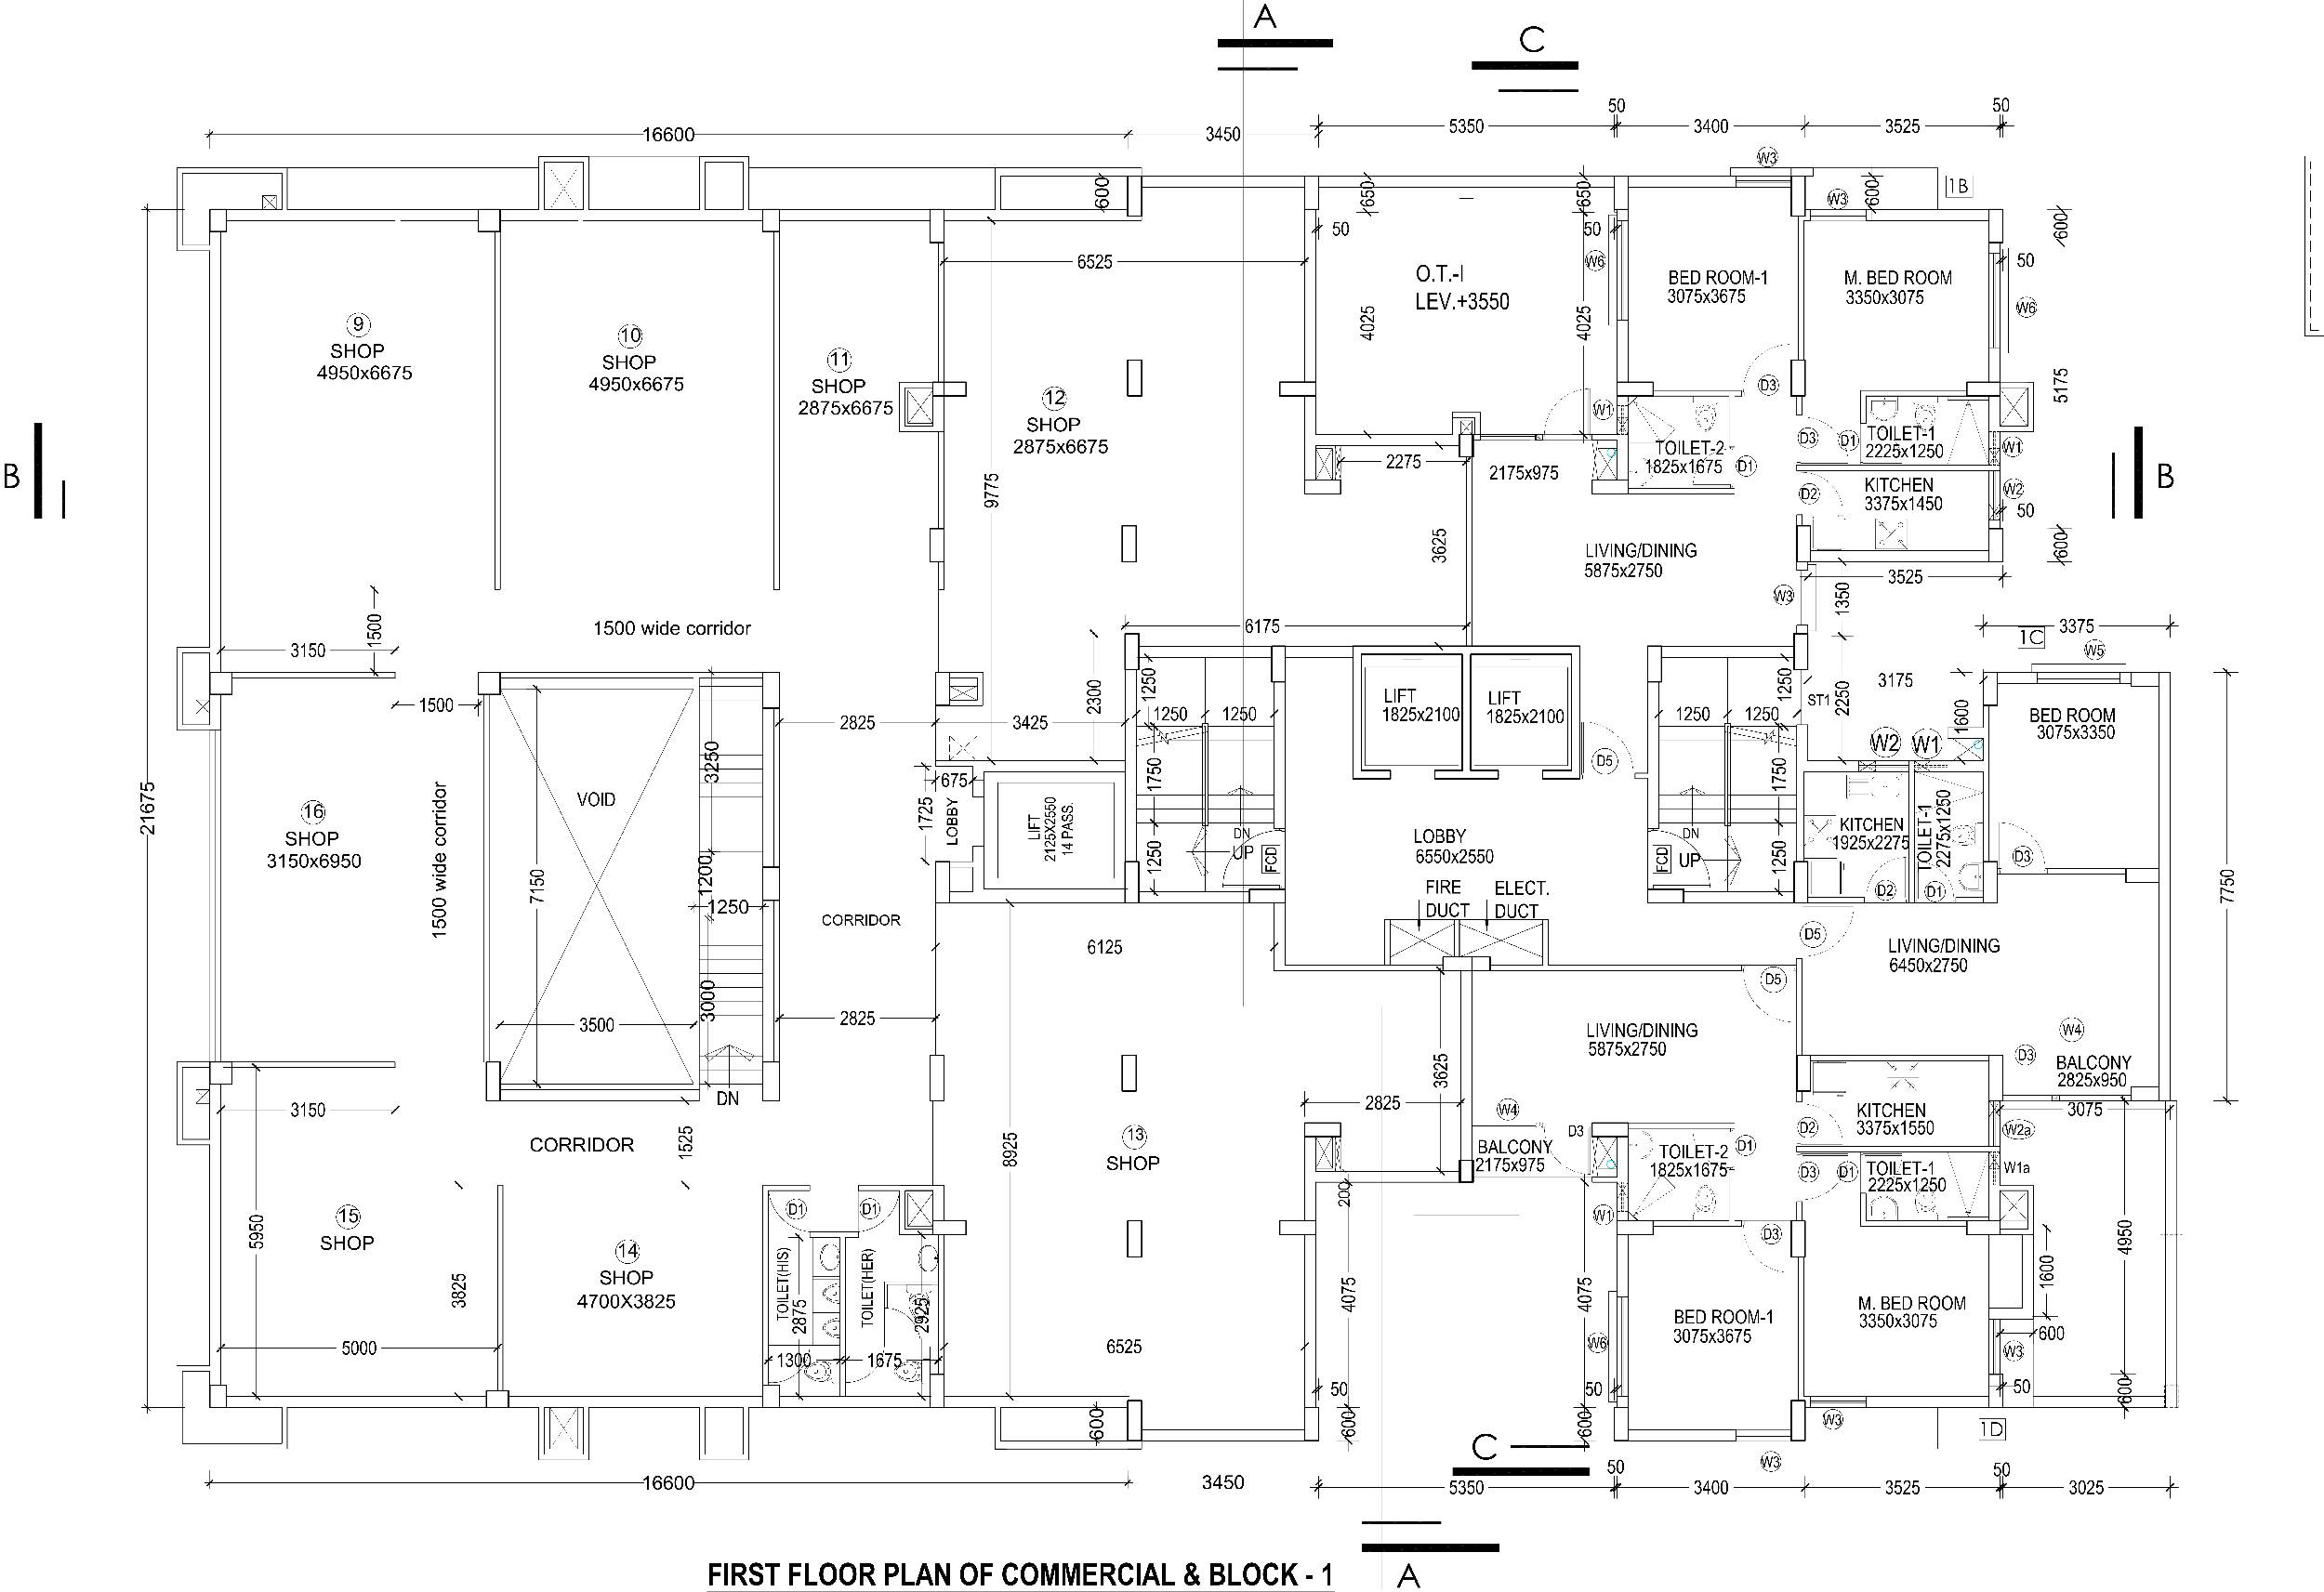 A
C
50
50
16600
3450
5350
3400
3525
W3
600
650
650
W3
600
1B
50
50
600
6525
W6
50
O.T.-I
LEV.+3550
BED ROOM-1
3075x3675
M. BED ROOM
3350x3075
W6
9
SHOP
4950x6675
10
SHOP
4950x6675
11
SHOP
2875x6675
12
SHOP
2875x6675
4025
4025
D3
5175
W1
D3
D1
TOILET-1
2225x1250
W1
TOILET-2
1825x1675
D1
B
B
2275
2175x975
9775
KITCHEN
3375x1450
D2
W2
50
3625
LIVING/DINING
5875x2750
600
3525
W3
1350
1500
1500 wide corridor
3150
6175
3375
1C
W5
1250
1250
1250
1250
1250
1250
LIFT
1825x2100
LIFT
1825x2100
ST1
2250
3175
1600
BED ROOM
3075x3350
1500
2825
3425
2300
W2
W1
3250
D5
VOID
675
1750
1750
21675
1500 wide corridor
16
SHOP
3150x6950
1725
LOBBY
LIFT
2125X2550
14 PASS.
DN
UP
FCD
1250
LOBBY
6550x2550
DN
UP
FCD
1250
KITCHEN
1925x2275
TOILET-1
2275x1250
D3
D2
D1
7150
1200
1250
FIRE
DUCT
ELECT.
DUCT
7750
CORRIDOR
6125
D5
LIVING/DINING
6450x2750
3000
D5
3500
2825
LIVING/DINING
5875x2750
W4
D3
BALCONY
2825x950
3625
DN
3150
2825
W4
KITCHEN
3375x1550
3075
D2
W2a
CORRIDOR
1525
8925
13
SHOP
BALCONY
2175x975
D3
TOILET-2
1825x1675
D1
D3
D1
TOILET-1
2225x1250
W1a
200
15
SHOP
5950
D1
D1
W1
D3
4950
14
SHOP
4700X3825
3825
TOILET(HIS)
2875
TOILET(HER)
2925
4075
4075
1600
BED ROOM-1
3075x3675
M. BED ROOM
3350x3075
5000
1300
1675
6525
W6
600
W3
50
50
50
600
600
600
600
W3
1D
C
W3
16600
3450
5350
50
3400
3525
50
3025
FIRST FLOOR PLAN OF COMMERCIAL & BLOCK - 1
A